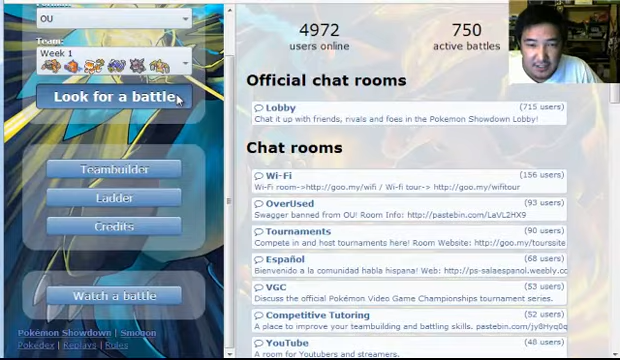 OU
Team:
Week 1
Look for a battle
Teambuilder
Ladder
Credits
Watch a battle
Pokémon Showdown | Smogon
Pokédex | Replays | Rules
4972
users online
750
active battles
Official chat rooms
Lobby (715 users)
Chat it up with friends, rivals and foes in the Pokemon Showdown Lobby!
Chat rooms
Wi-Fi (156 users)
Wi-Fi room->http://goo.my/wifi / Wi-fi tour-> http://goo.my/wifitour
OverUsed (93 users)
Swagger banned from OU! Room Info: http://pastebin.com/LaVL2HX9
Tournaments (90 users)
Compete in and host tournaments here! Room Website: http://goo.my/toursite
Español (68 users)
Bienvenido a la comunidad habla hispana! Web: http://ps-salaespanol.weebly.cc
VGC (53 users)
Discuss the official Pokémon Video Game Championships tournament series.
Competitive Tutoring (52 users)
A place to improve your teambuilding and battling skills. pastebin.com/jy8Hyq0q
YouTube (48 users)
A room for Youtubers and streamers.